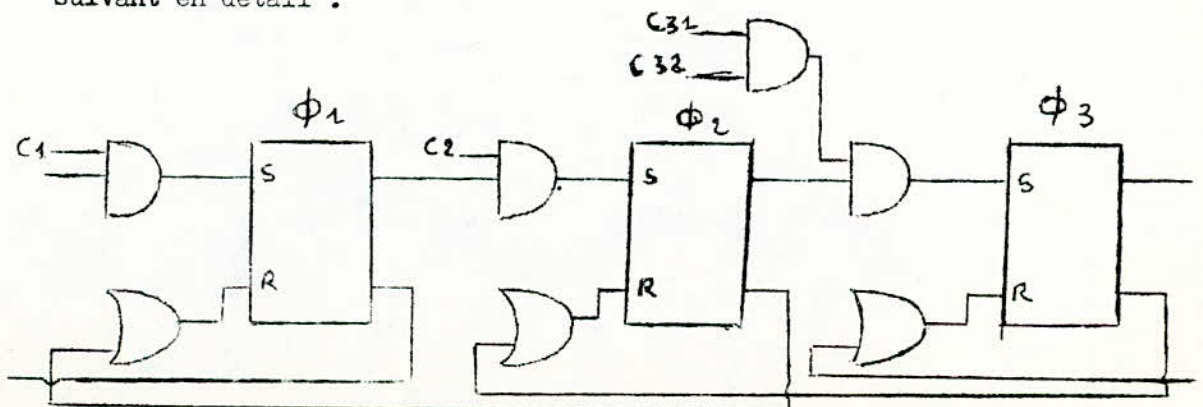 suivant en détail :
C31
C32
Φ1
Φ2
Φ3
C1
C2
S
S
S
R
R
R